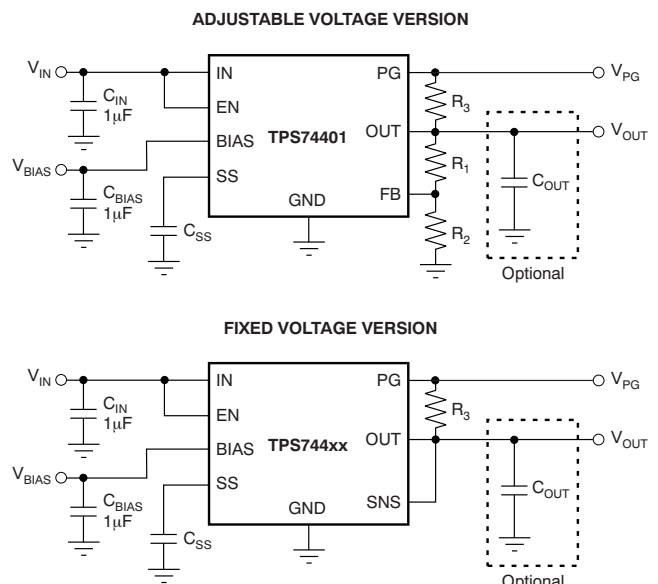 ADJUSTABLE VOLTAGE VERSION
VIN
IN
PG
VPG
CIN
1μF
EN
R3
VBIAS
BIAS
TPS74401
OUT
VOUT
CBIAS
1μF
SS
R1
FB
COUT
CSS
GND
R2
Optional
FIXED VOLTAGE VERSION
VIN
IN
PG
VPG
CIN
1μF
EN
R3
VBIAS
BIAS
TPS744xx
OUT
VOUT
CBIAS
1μF
SS
SNS
COUT
CSS
GND
Optional